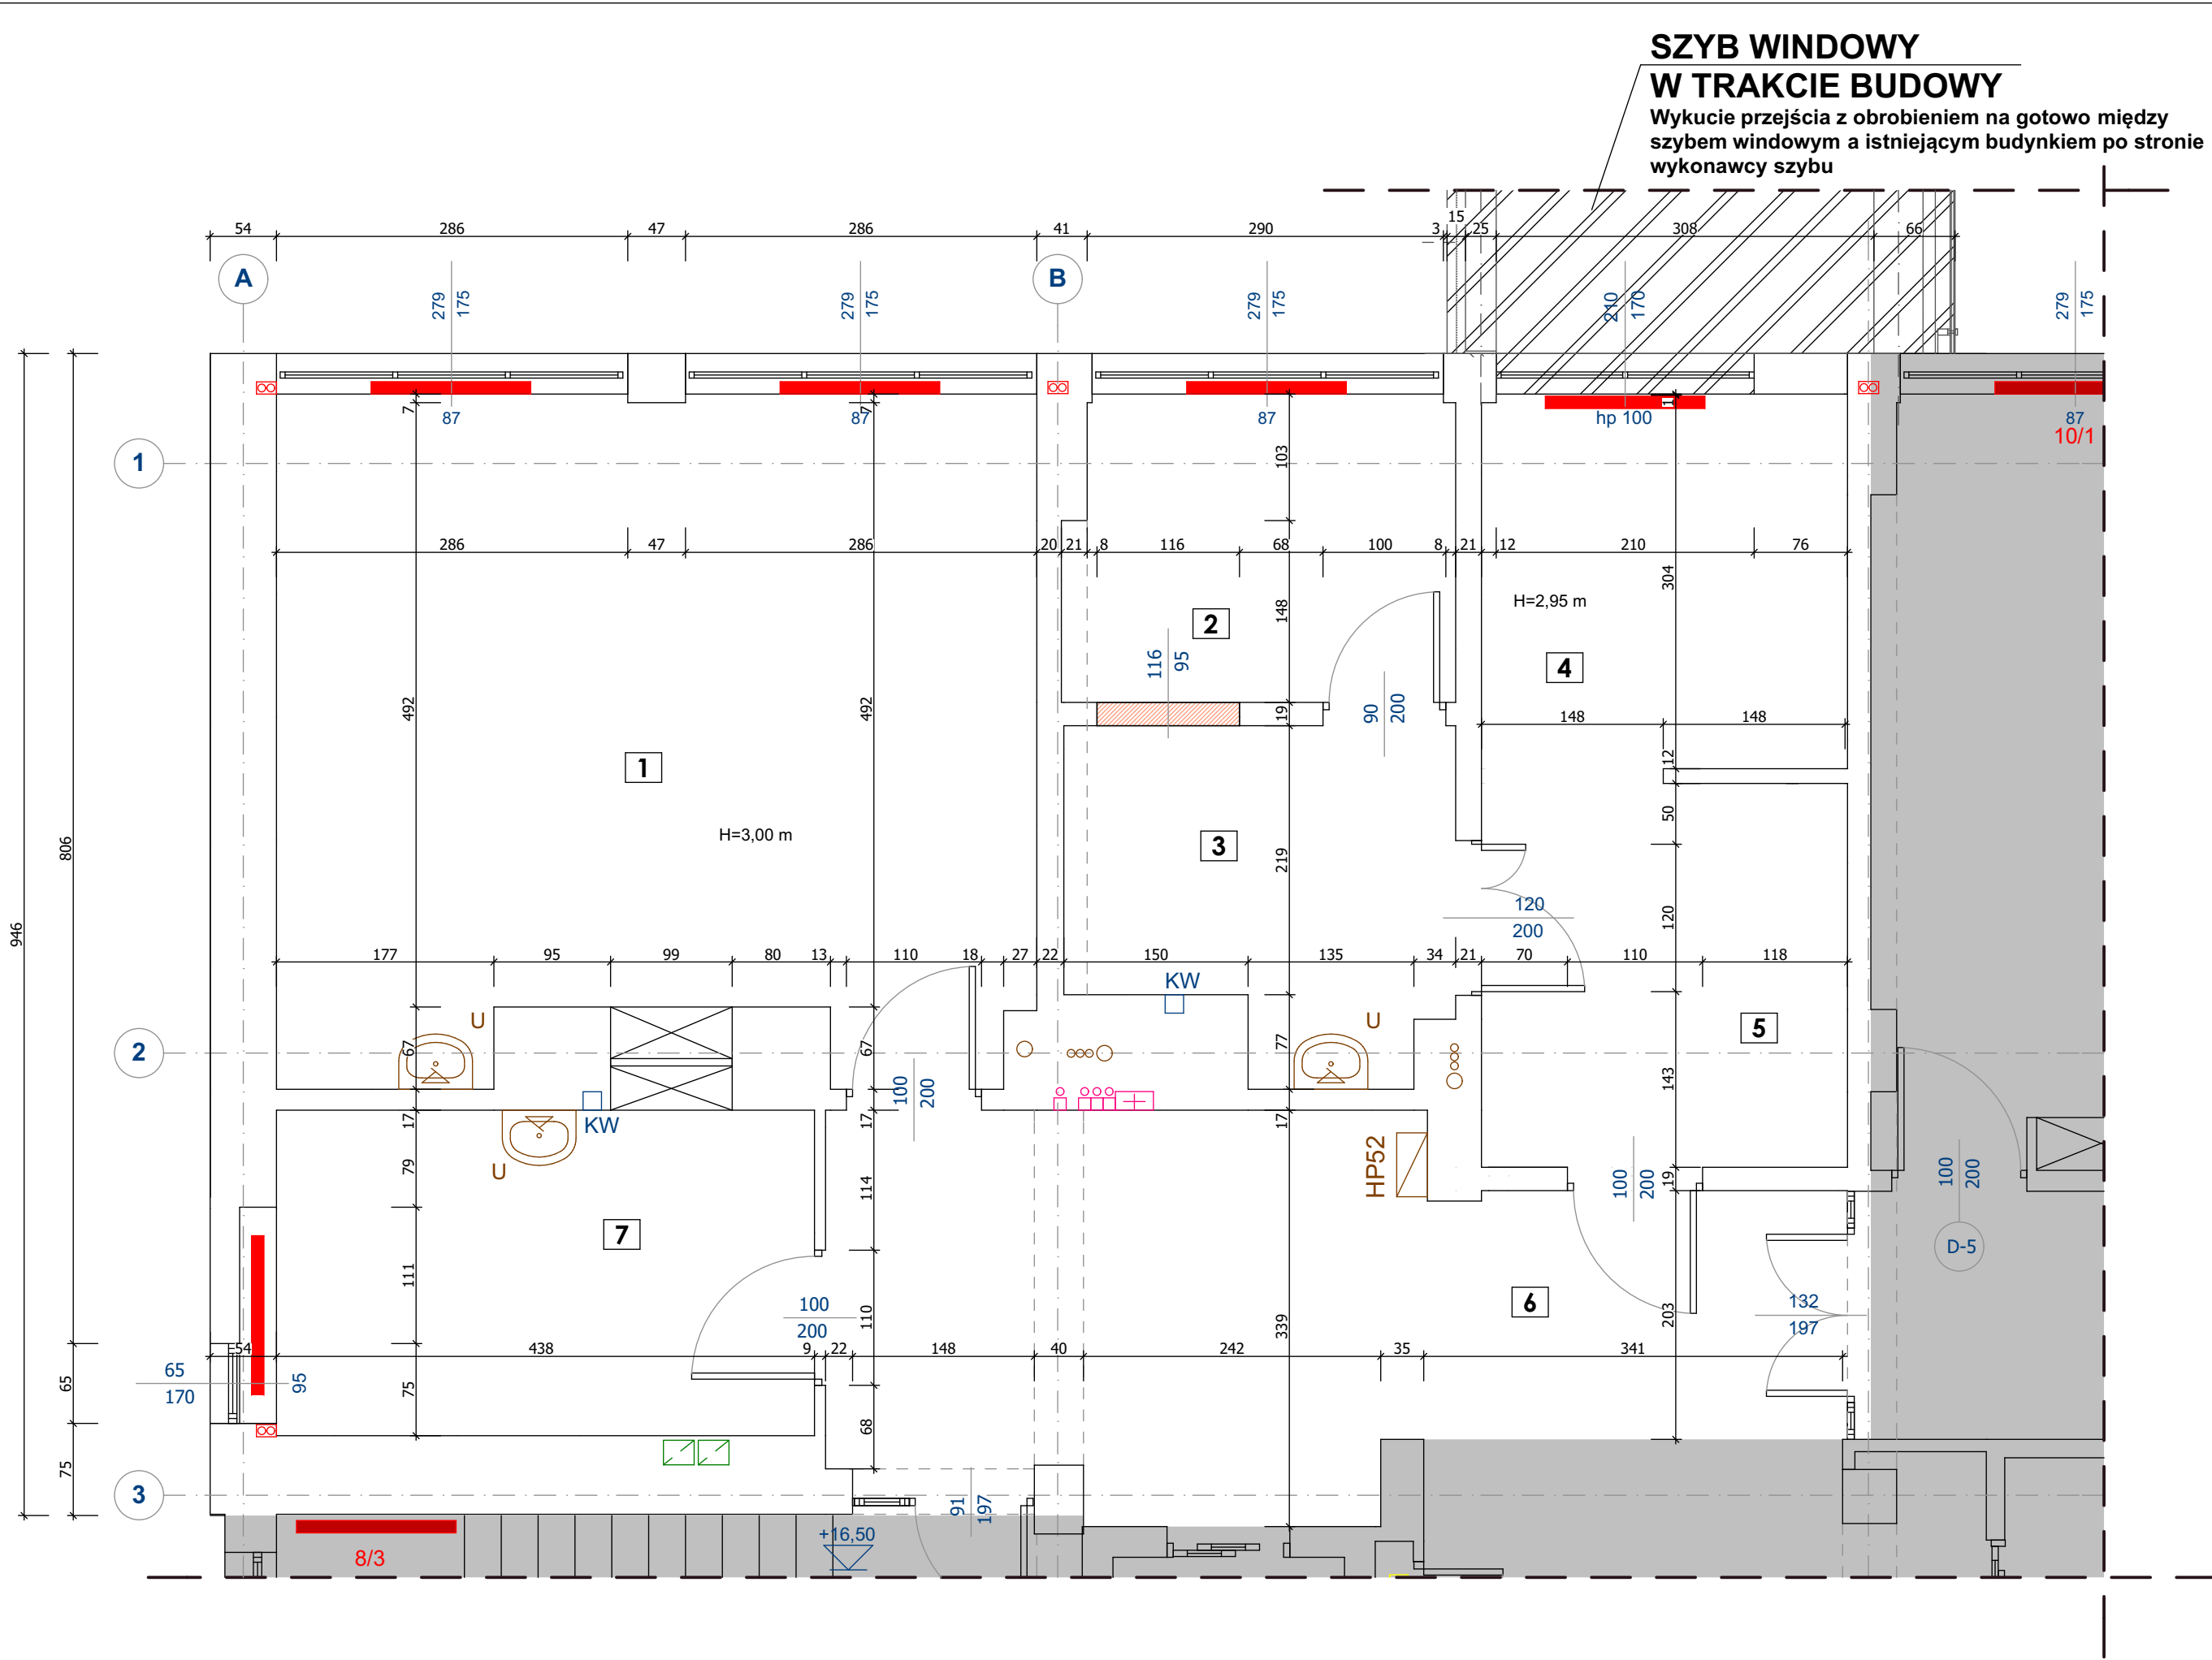 SZYB WINDOWY
W TRAKCIE BUDOWY
Wykucie przejścia z obrobieniem na gotowo między
szybem windowym a istniejącym budynkiem po stronie
wykonawcy szybu
54 286 47 286 41 290 3 15 25 308 66
A B
279 175 279 175 279 175 210 170 279 175
7 87 7 87 87 hp 100 1 87
10/1
1
103
286 47 286 20 21 8 116 68 100 8 21 12 210 76
304
148
H=2,95 m
2
4
116 95
492 492
19
90 200
148 148
12
1
50
H=3,00 m
3
806
219
120
200
120
946
177 95 99 80 13 110 18 27 22 150 135 34 21 70 110 118
KW
U
U
5
2
67 67 77 143
100 200
17 KW 17 17
79
U
HP52
114
100 200
19
100 200
7
D-5
111
6
100
200
110
132
197
203
339
54 438 9 22 148 40 242 35 341
65
170
95
65
75
68
75
3
91 197
+16,50
8/3